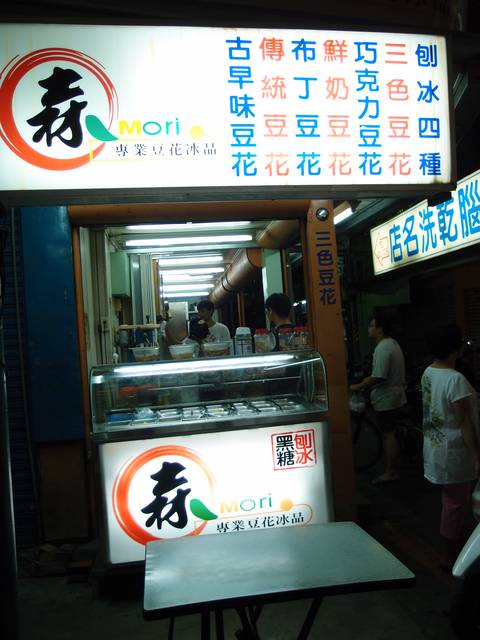 森
Mori
專業豆花冰品
古早味豆花
傳統豆花
布丁豆花
鮮奶豆花
巧克力豆花
三色豆花
刨冰四種
店名洗乾腦
三色豆花
黑糖
刨冰
森
Mori
專業豆花冰品